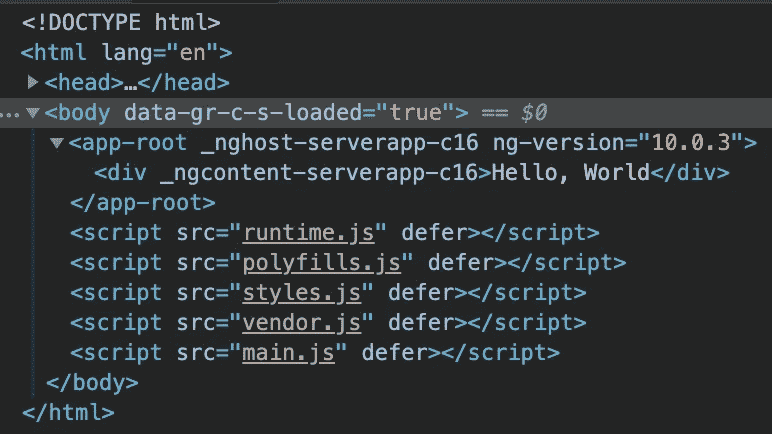 <!DOCTYPE html>
<html lang="en">
▶<head>…</head>
…▼<body data-gr-c-s-loaded="true"> == $0
▼<app-root _nghost-serverapp-c16 ng-version="10.0.3">
<div _ngcontent-serverapp-c16>Hello, World</div>
</app-root>
<script src="runtime.js" defer></script>
<script src="polyfills.js" defer></script>
<script src="styles.js" defer></script>
<script src="vendor.js" defer></script>
<script src="main.js" defer></script>
</body>
</html>